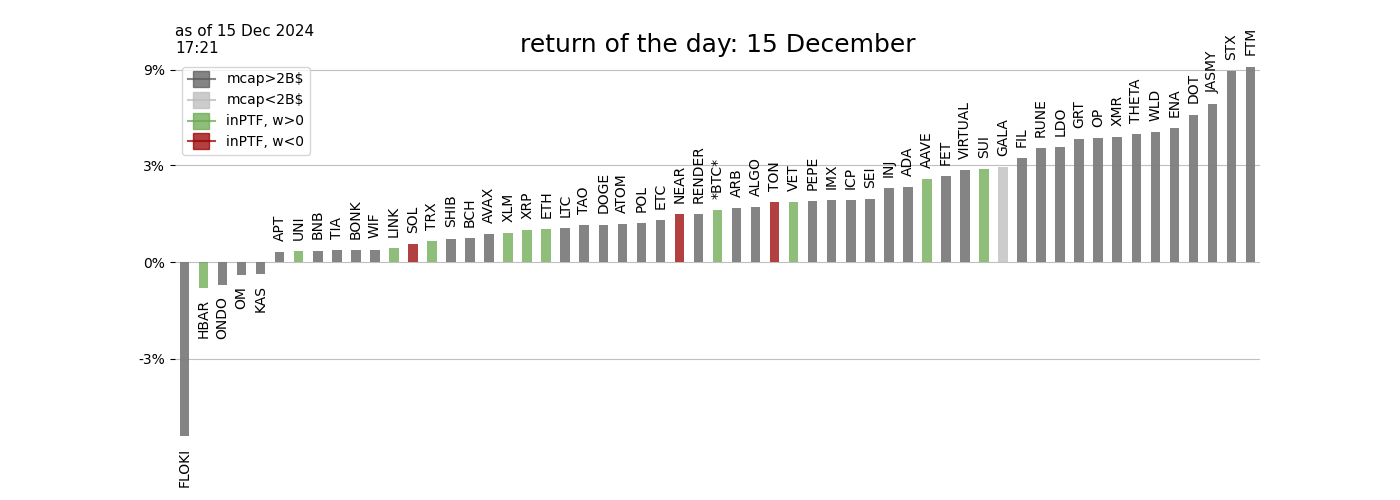 as of 15 Dec 2024
17:21
return of the day: 15 December
mcap>2B$
mcap<2B$
inPTF, w>0
inPTF, w<0
9%
3%
0%
-3%
FLOKI
HBAR
ONDO
OM
KAS
APT
UNI
BNB
TIA
BONK
WIF
LINK
SOL
TRX
SHIB
BCH
AVAX
XLM
XRP
ETH
LTC
TAO
DOGE
ATOM
POL
ETC
NEAR
RENDER
*BTC*
ARB
ALGO
TON
VET
PEPE
IMX
ICP
SEI
INJ
ADA
AAVE
FET
VIRTUAL
SUI
GALA
FIL
RUNE
LDO
GRT
OP
XMR
THETA
WLD
ENA
DOT
JASMY
STX
FTM